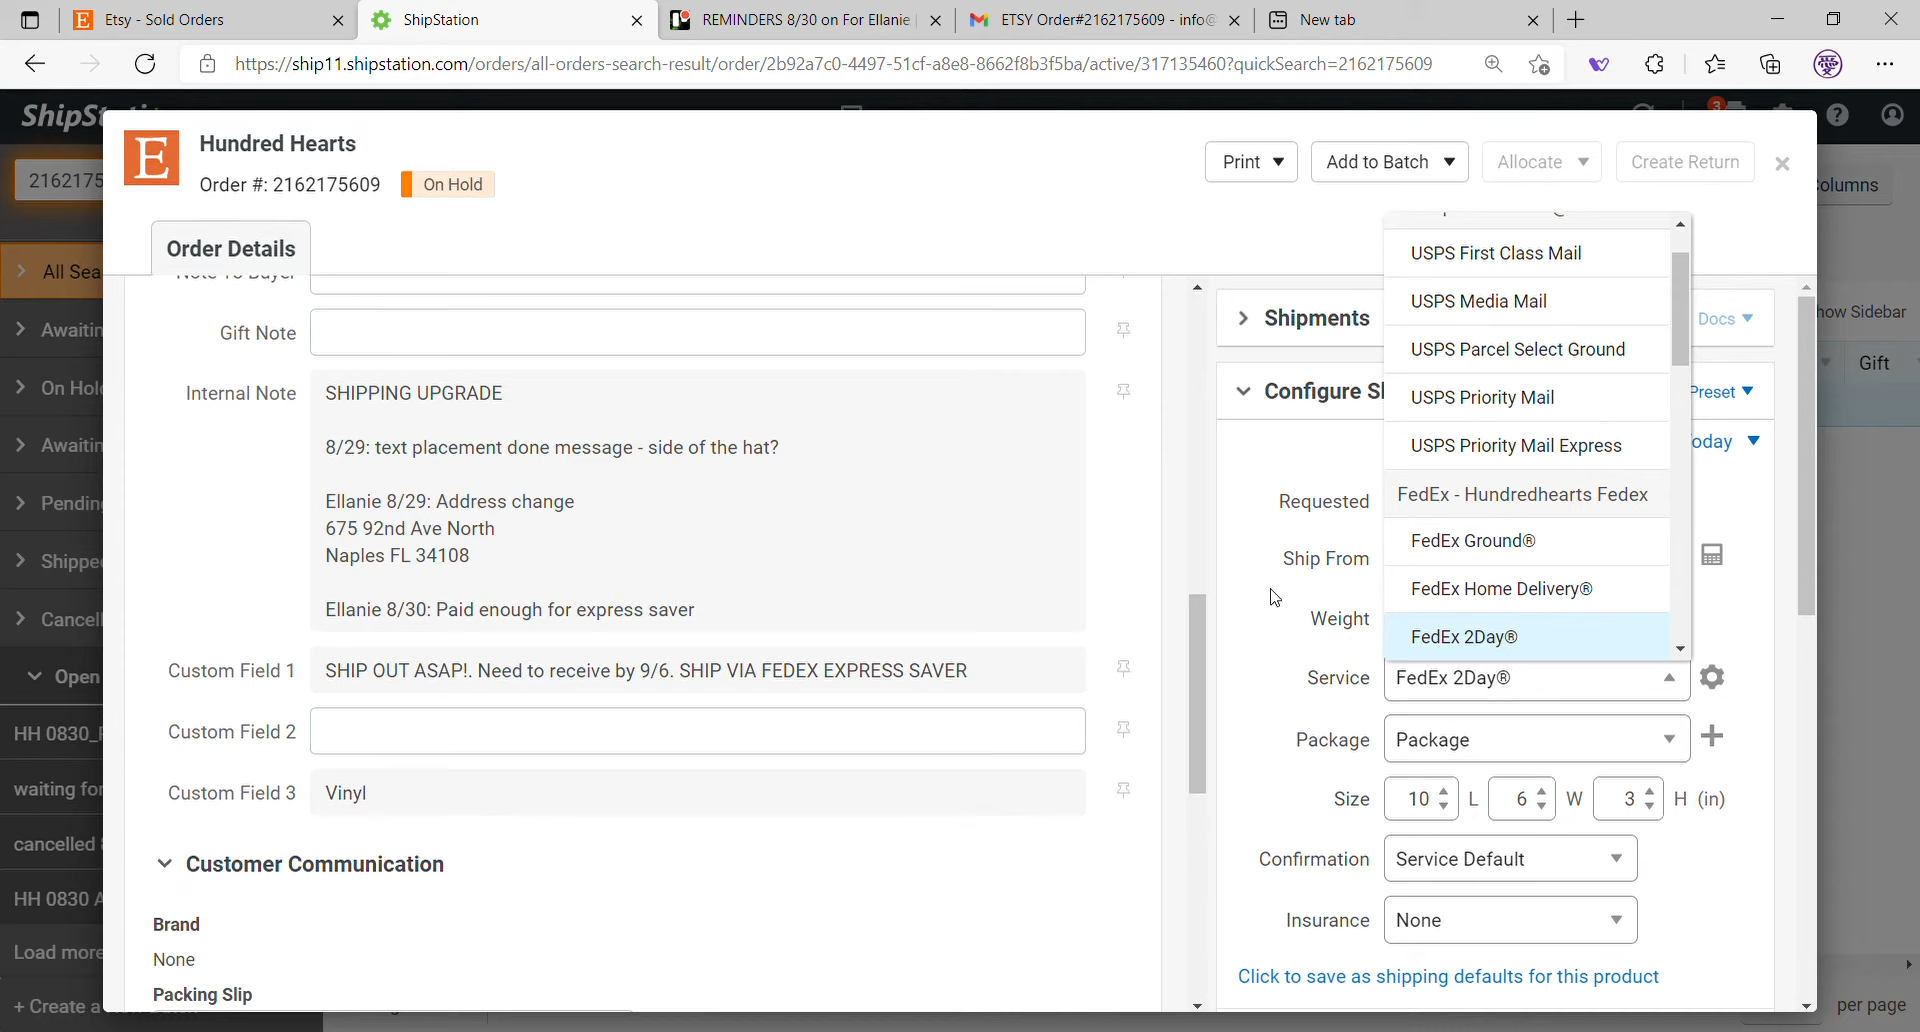 Etsy - Sold Orders
ShipStation
REMINDERS 8/30 on For Ellanie
ETSY Order#2162175609 - info@
New tab
https://ship11.shipstation.com/orders/all-orders-search-result/order/2b92a7c0-4497-51cf-a8e8-8662f8b3f5ba/active/317135460?quickSearch=2162175609
ShipSt
3
E
Hundred Hearts
Order #: 2162175609
On Hold
Print
Add to Batch
Allocate
Create Return
2162175
olumns
Order Details
All Sea
Awaitin
On Hold
Awaitin
Pending
Shipped
Cancell
Open
HH 0830_
waiting for
cancelled
HH 0830 A
Load more
+ Create a
Gift Note
Internal Note
SHIPPING UPGRADE
8/29: text placement done message - side of the hat?
Ellanie 8/29: Address change
675 92nd Ave North
Naples FL 34108
Ellanie 8/30: Paid enough for express saver
Custom Field 1
SHIP OUT ASAP!. Need to receive by 9/6. SHIP VIA FEDEX EXPRESS SAVER
Custom Field 2
Custom Field 3
Vinyl
Customer Communication
Brand
None
Packing Slip
Shipments
Docs
how Sidebar
Gift
Configure S
Preset
oday
USPS First Class Mail
USPS Media Mail
USPS Parcel Select Ground
USPS Priority Mail
USPS Priority Mail Express
FedEx - Hundredhearts Fedex
FedEx Ground®
FedEx Home Delivery®
FedEx 2Day®
Requested
Ship From
Weight
Service
FedEx 2Day®
Package
Package
Size
10
L
6
W
3
H (in)
Confirmation
Service Default
Insurance
None
Click to save as shipping defaults for this product
per page